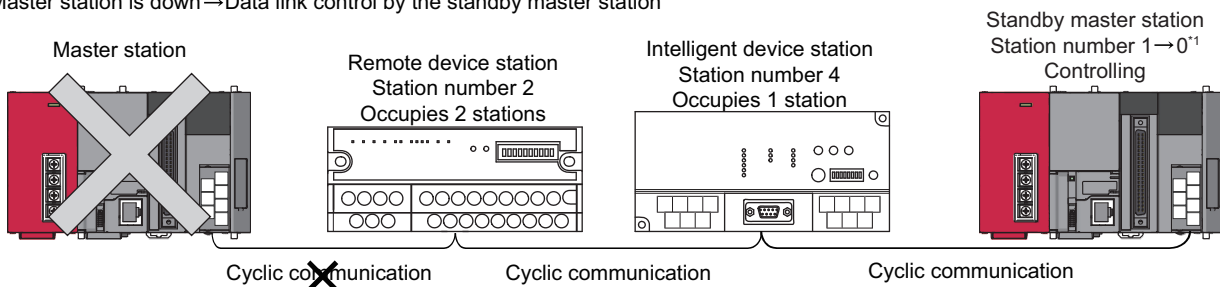 Master station is down→Data link control by the standby master station
Master station
Remote device station
Station number 2
Occupies 2 stations
Intelligent device station
Station number 4
Occupies 1 station
Standby master station
Station number 1→0*1
Controlling
Cyclic communication
Cyclic communication
Cyclic communication